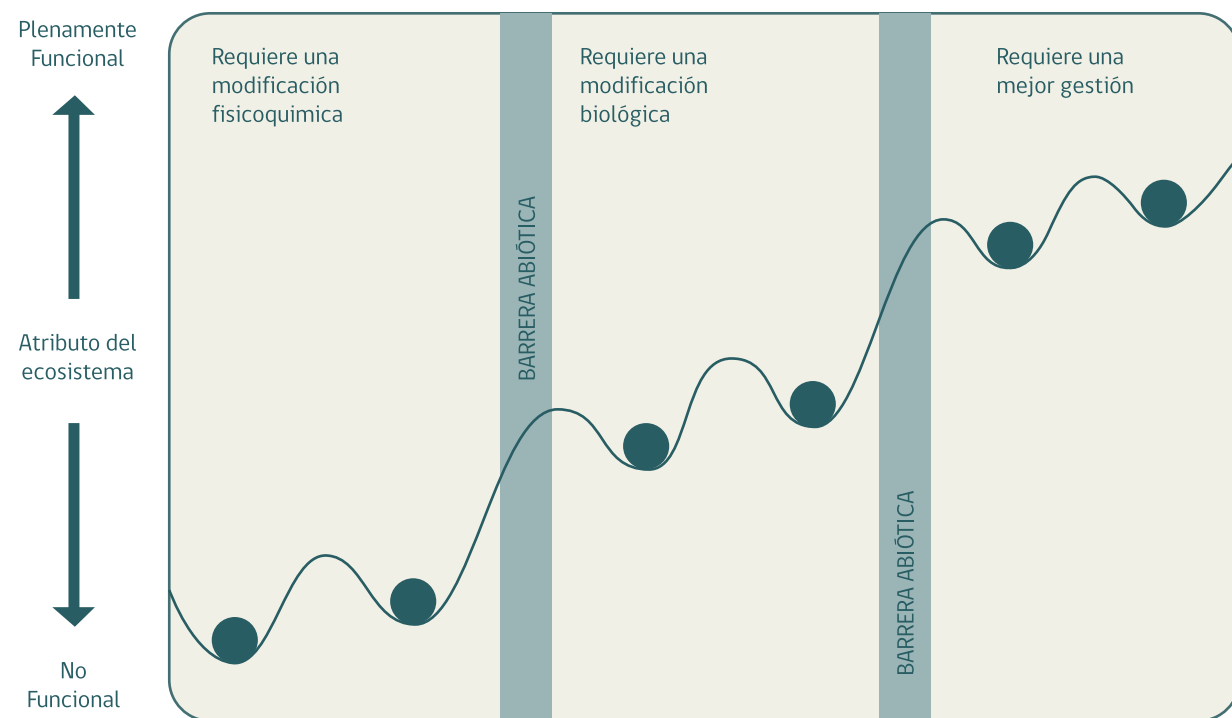 Plenamente
Funcional
Atributo del
ecosistema
No
Funcional
Requiere una
modificación
fisicoquimica
BARRERA ABIÓTICA
Requiere una
modificación
biológica
BARRERA ABIÓTICA
Requiere una
mejor gestión